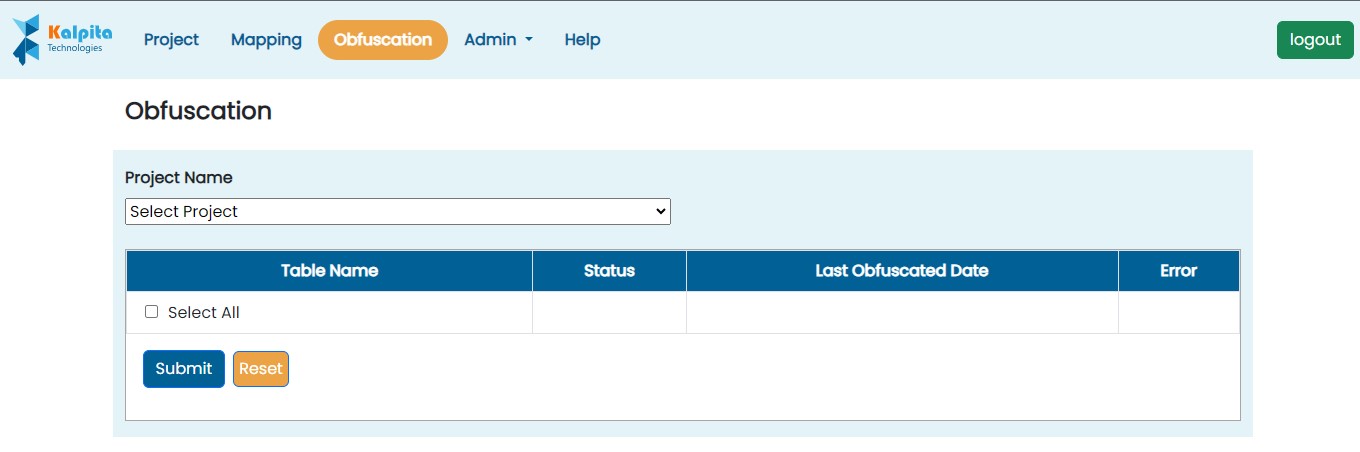 Kalpita
Technologies
Project Mapping Obfuscation Admin Help logout
Obfuscation
Project Name
Select Project
Table Name Status Last Obfuscated Date Error
Select All
Submit Reset